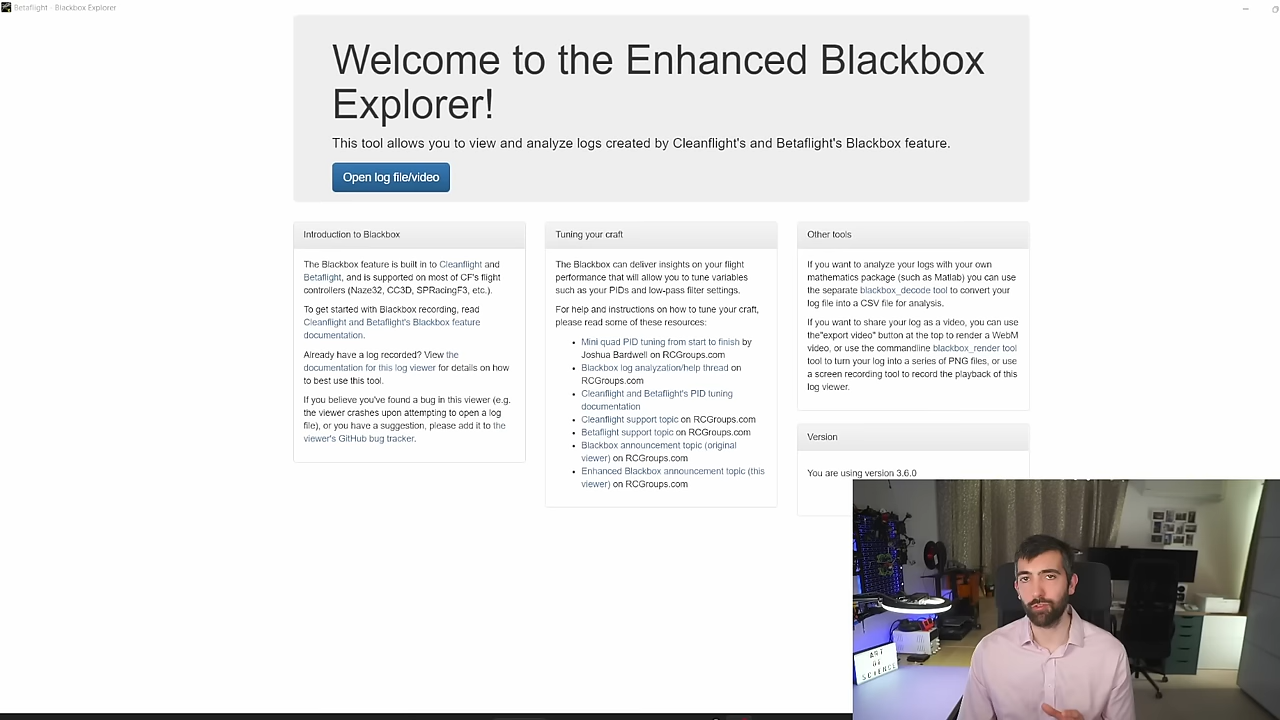 Betaflight - Blackbox Explorer
Welcome to the Enhanced Blackbox
Explorer!
This tool allows you to view and analyze logs created by Cleanflight's and Betaflight's Blackbox feature.
Open log file/video
Introduction to Blackbox
The Blackbox feature is built in to Cleanflight and
Betaflight, and is supported on most of CF's flight
controllers (Naze32, CC3D, SPRacingF3, etc.).
To get started with Blackbox recording, read
Cleanflight and Betaflight's Blackbox feature
documentation.
Already have a log recorded? View the
documentation for this log viewer for details on how
to best use this tool.
If you believe you've found a bug in this viewer (e.g.
the viewer crashes upon attempting to open a log
file), or you have a suggestion, please add it to the
viewer's GitHub bug tracker.
Tuning your craft
The Blackbox can deliver insights on your flight
performance that will allow you to tune variables
such as your PIDs and low-pass filter settings.
For help and instructions on how to tune your craft,
please read some of these resources:
• Mini quad PID tuning from start to finish by
Joshua Bardwell on RCGroups.com
• Blackbox log analyzation/help thread on
RCGroups.com
• Cleanflight and Betaflight's PID tuning
documentation
• Cleanflight support topic on RCGroups.com
• Betaflight support topic on RCGroups.com
• Blackbox announcement topic (original
viewer) on RCGroups.com
• Enhanced Blackbox announcement topic (this
viewer) on RCGroups.com
Other tools
If you want to analyze your logs with your own
mathematics package (such as Matlab) you can use
the separate blackbox_decode tool to convert your
log file into a CSV file for analysis.
If you want to share your log as a video, you can use
the"export video" button at the top to render a WebM
video, or use the commandline blackbox_render tool
tool to turn your log into a series of PNG files, or use
a screen recording tool to record the playback of this
log viewer.
Version
You are using version 3.6.0
ART
OF
SCIENCE